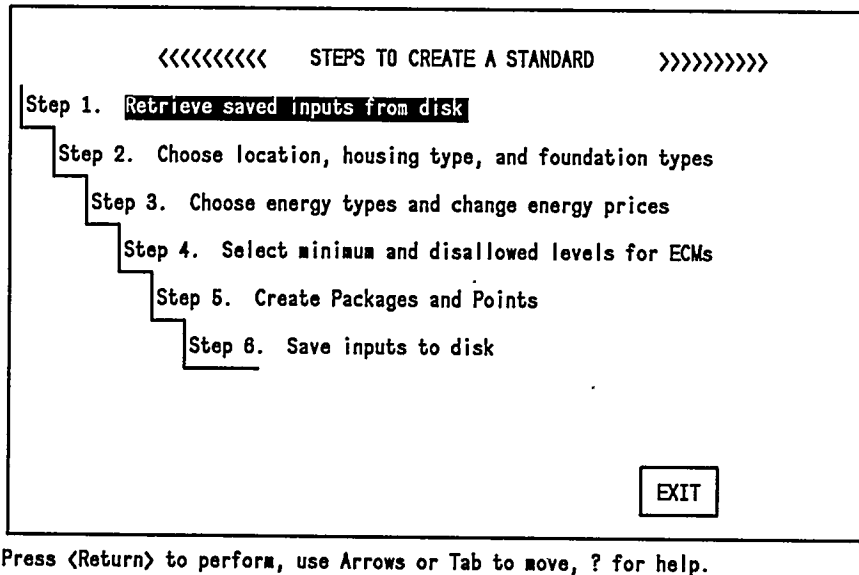 <<<<<<<<<< STEPS TO CREATE A STANDARD >>>>>>>>>>
Step 1. Retrieve saved inputs from disk
Step 2. Choose location, housing type, and foundation types
Step 3. Choose energy types and change energy prices
Step 4. Select minimum and disallowed levels for ECMs
Step 5. Create Packages and Points
Step 6. Save inputs to disk
EXIT
Press <Return> to perform, use Arrows or Tab to move, ? for help.